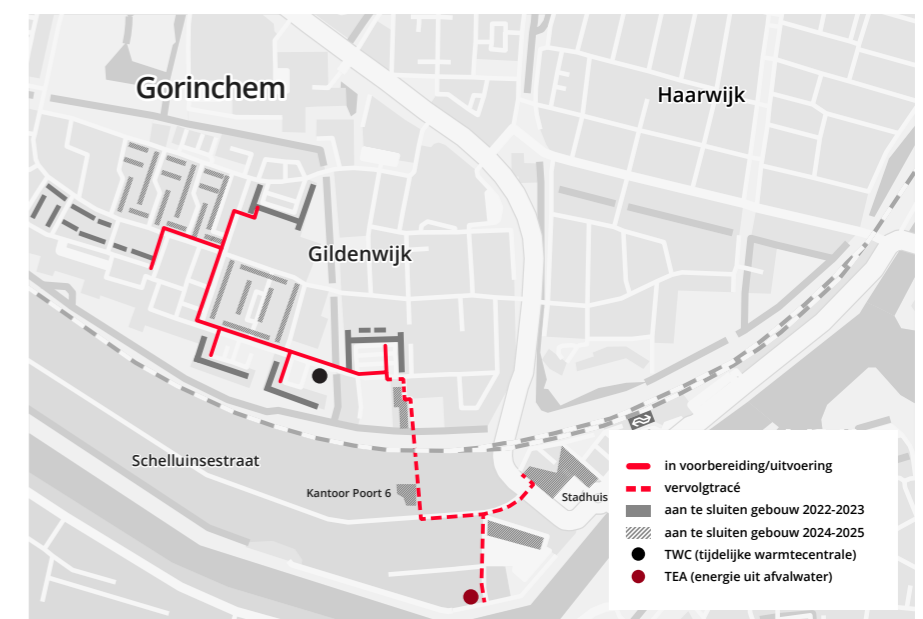 Gorinchem
Haarwijk
Gildenwijk
Schelluinsestraat
Kantoor Poort 6
Stadhuis
in voorbereiding/uitvoering
vervolgtracé
aan te sluiten gebouw 2022-2023
aan te sluiten gebouw 2024-2025
TWC (tijdelijke warmtecentrale)
TEA (energie uit afvalwater)